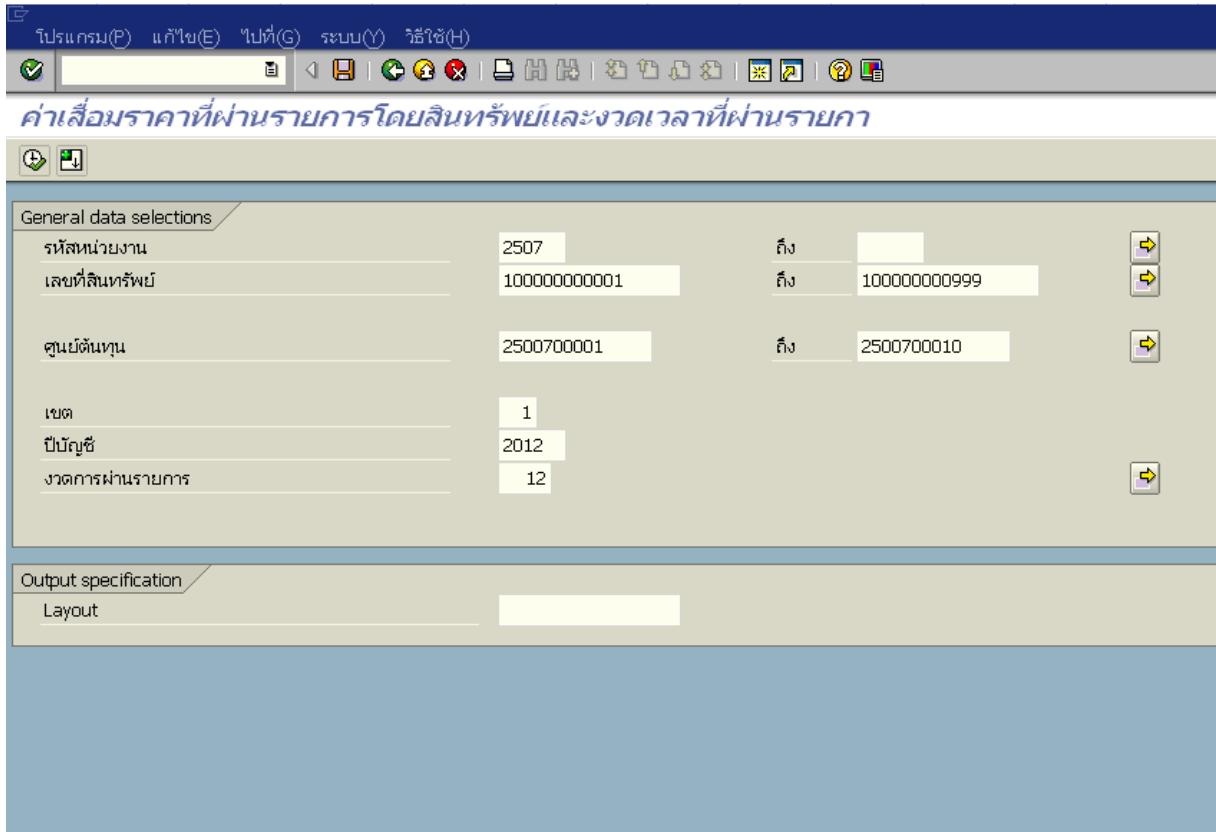 โปรแกรม(P) แก้ไข(E) ไปที่(G) ระบบ(Y) วิธีใช้(H)
ค่าเสื่อมราคาที่ผ่านรายการโดยสินทรัพย์และงวดเวลาที่ผ่านรายกา
General data selections
รหัสหน่วยงาน 2507 ถึง
เลขที่สินทรัพย์ 100000000001 ถึง 100000000999
ศูนย์ต้นทุน 2500700001 ถึง 2500700010
เขต 1
ปีบัญชี 2012
งวดการผ่านรายการ 12
Output specification
Layout